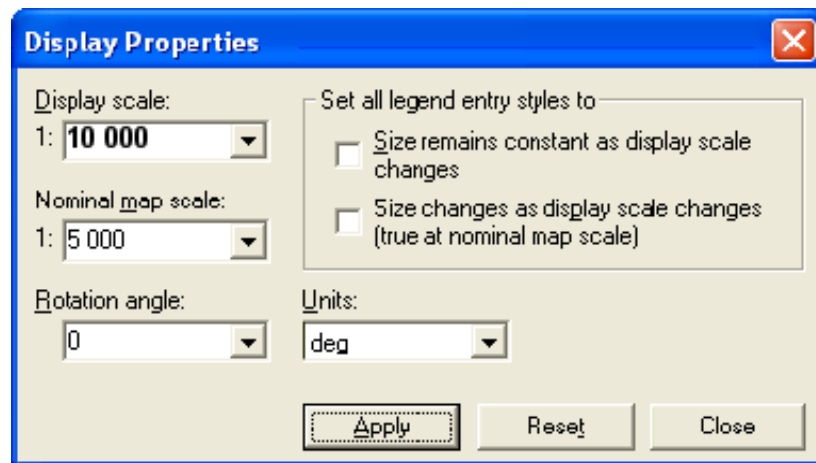 Display Properties
Display scale:
1: 10 000
Nominal map scale:
1: 5 000
Rotation angle:
0
Set all legend entry styles to
Size remains constant as display scale
changes
Size changes as display scale changes
(true at nominal map scale)
Units:
deg
Apply
Reset
Close